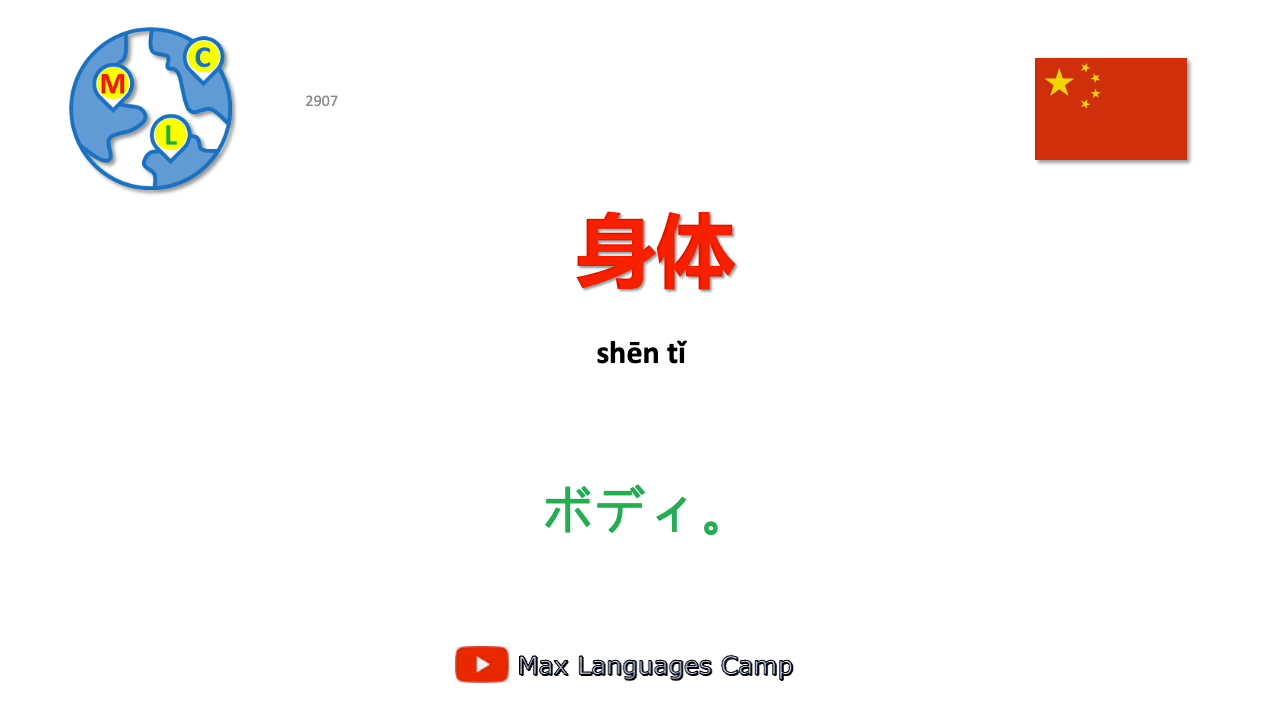 M
C
L
2907
身体
shēn tǐ
ボディ。
Max Languages Camp